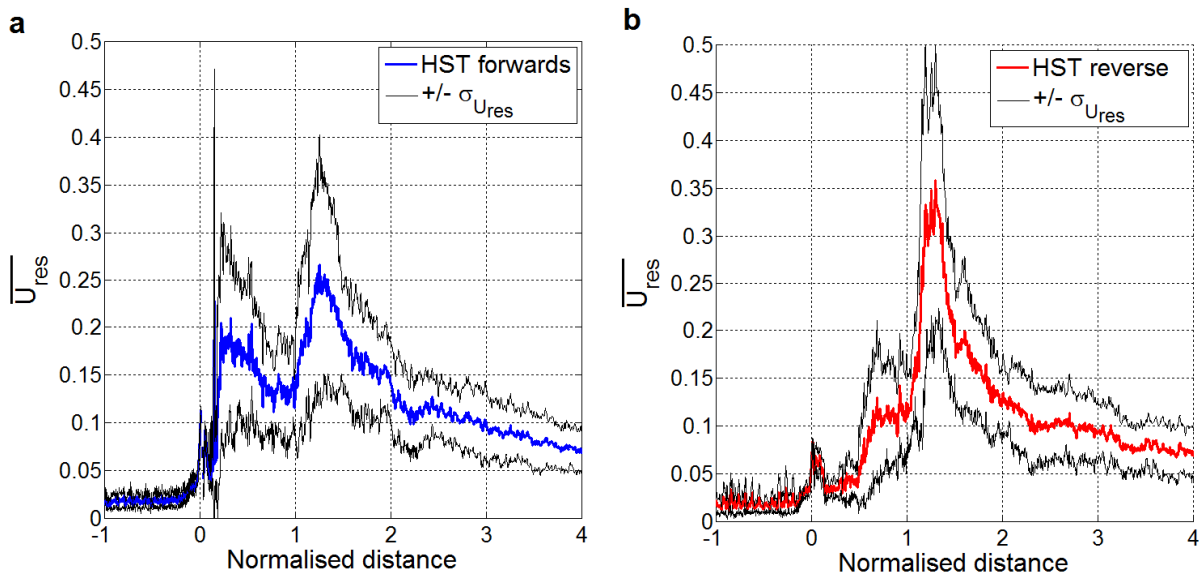 a
0.5
HST forwards
+/- σ_Ures
0.45
0.4
0.35
0.3
0.25
0.2
0.15
0.1
0.05
0
U_res
-1 0 1 2 3 4
Normalised distance
b
0.5
HST reverse
+/- σ_Ures
0.45
0.4
0.35
0.3
0.25
0.2
0.15
0.1
0.05
0
U_res
-1 0 1 2 3 4
Normalised distance